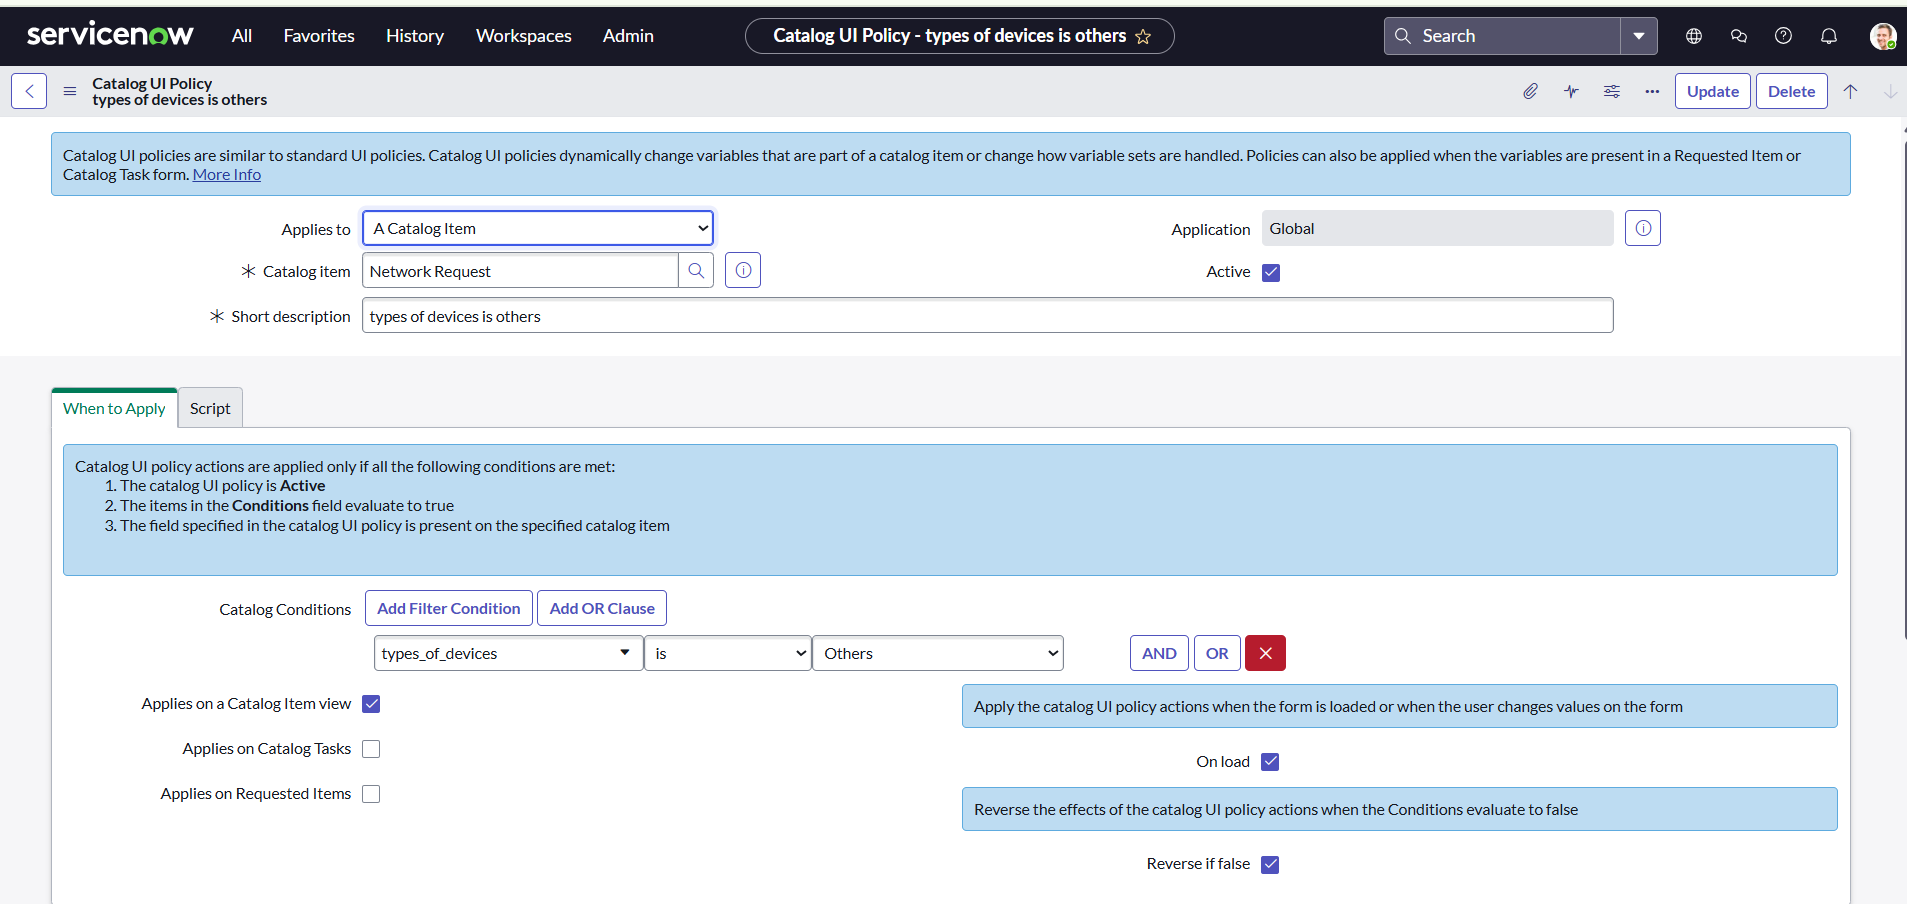 servicenow All Favorites History Workspaces Admin Catalog UI Policy - types of devices is others Search
Catalog UI Policy
types of devices is others
Update Delete
Catalog UI policies are similar to standard UI policies. Catalog UI policies dynamically change variables that are part of a catalog item or change how variable sets are handled. Policies can also be applied when the variables are present in a Requested Item or
Catalog Task form. More Info
Applies to A Catalog Item Application Global
Catalog item Network Request Active
Short description types of devices is others
When to Apply Script
Catalog UI policy actions are applied only if all the following conditions are met:
1. The catalog UI policy is Active
2. The items in the Conditions field evaluate to true
3. The field specified in the catalog UI policy is present on the specified catalog item
Catalog Conditions Add Filter Condition Add OR Clause
types_of_devices is Others AND OR
Applies on a Catalog Item view
Apply the catalog UI policy actions when the form is loaded or when the user changes values on the form
Applies on Catalog Tasks
On load
Applies on Requested Items
Reverse the effects of the catalog UI policy actions when the Conditions evaluate to false
Reverse if false